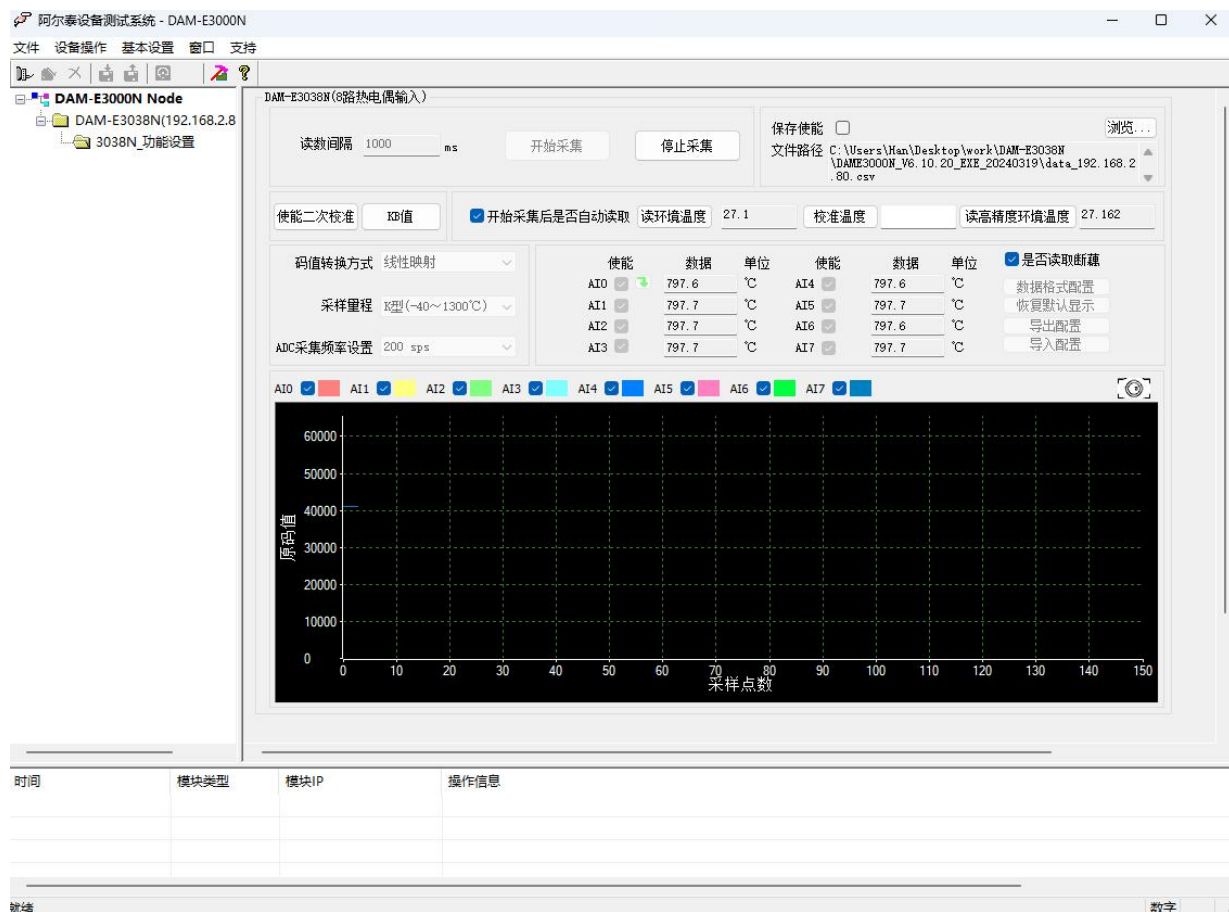 阿尔泰设备测试系统 - DAM-E3000N
文件 设备操作 基本设置 窗口 支持
DAM-E3000N Node
DAM-E3038N(192.168.2.8
3038N_功能设置
DAM-E3038N(8路热电偶输入)
读数间隔 1000 ms 开始采集 停止采集
保存使能 浏览...
文件路径 C:\Users\Han\Desktop\work\DAM-E3038N
\DAME3000N_V6.10.20_EXE_20240319\data_192.168.2
.80.csv
使能二次校准 KB值 开始采集后是否自动读取 读环境温度 27.1 校准温度 读高精度环境温度 27.162
码值转换方式 线性映射
采样量程 K型(-40～1300℃)
ADC采集频率设置 200 sps
使能 数据 单位 使能 数据 单位 是否读取断藕
AI0 797.6 ℃ AI4 797.6 ℃ 数据格式配置
AI1 797.7 ℃ AI5 797.7 ℃ 恢复默认显示
AI2 797.7 ℃ AI6 797.6 ℃ 导出配置
AI3 797.7 ℃ AI7 797.7 ℃ 导入配置
AI0 AI1 AI2 AI3 AI4 AI5 AI6 AI7
60000
50000
40000
30000
20000
10000
0
原码值
0 10 20 30 40 50 60 70 80 90 100 110 120 130 140 150
采样点数
时间 模块类型 模块IP 操作信息
就绪 数字